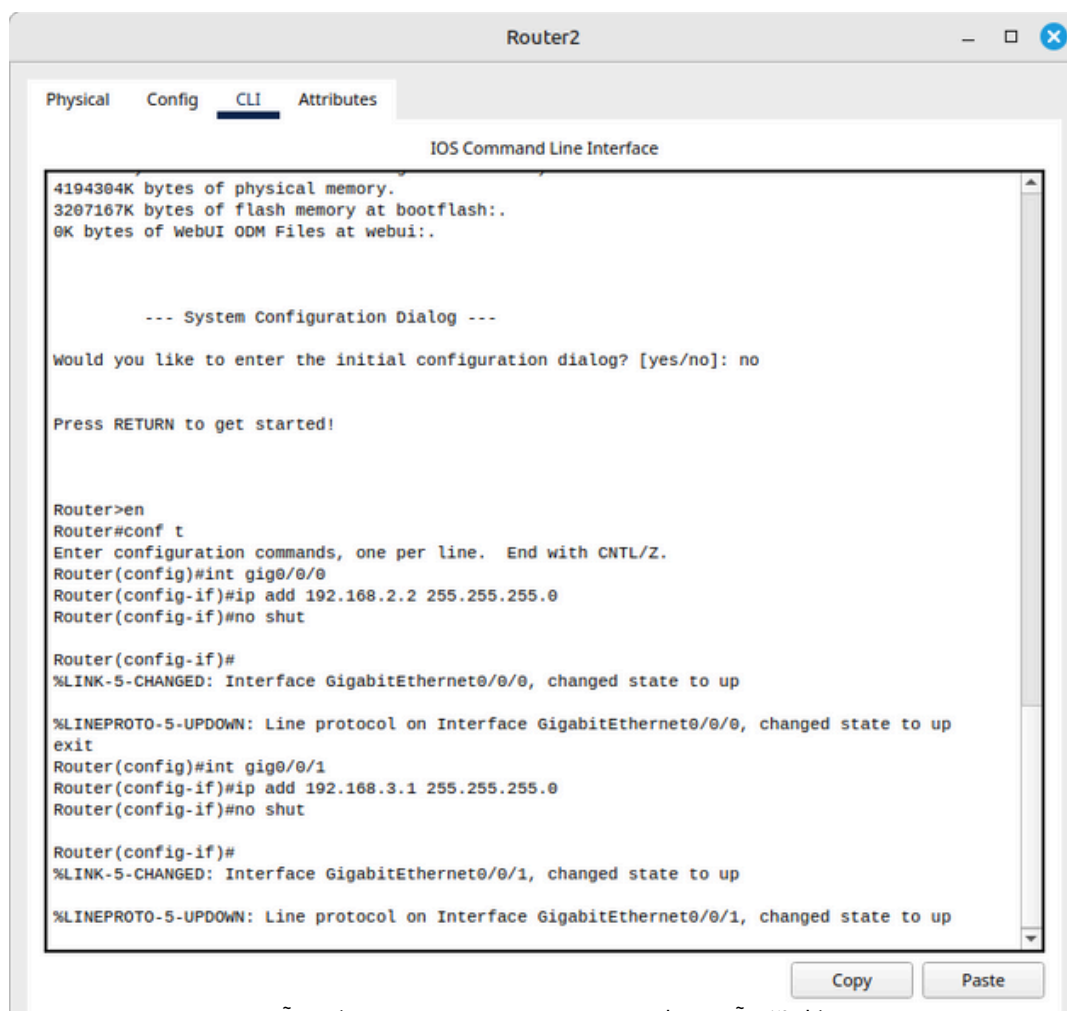 Router2
Physical Config CLI Attributes
IOS Command Line Interface
4194304K bytes of physical memory.
3207167K bytes of flash memory at bootflash:.
0K bytes of WebUI ODM Files at webui:.
--- System Configuration Dialog ---
Would you like to enter the initial configuration dialog? [yes/no]: no
Press RETURN to get started!
Router>en
Router#conf t
Enter configuration commands, one per line.  End with CNTL/Z.
Router(config)#int gig0/0/0
Router(config-if)#ip add 192.168.2.2 255.255.255.0
Router(config-if)#no shut
Router(config-if)#
%LINK-5-CHANGED: Interface GigabitEthernet0/0/0, changed state to up
%LINEPROTO-5-UPDOWN: Line protocol on Interface GigabitEthernet0/0/0, changed state to up
exit
Router(config)#int gig0/0/1
Router(config-if)#ip add 192.168.3.1 255.255.255.0
Router(config-if)#no shut
Router(config-if)#
%LINK-5-CHANGED: Interface GigabitEthernet0/0/1, changed state to up
%LINEPROTO-5-UPDOWN: Line protocol on Interface GigabitEthernet0/0/1, changed state to up
Copy Paste